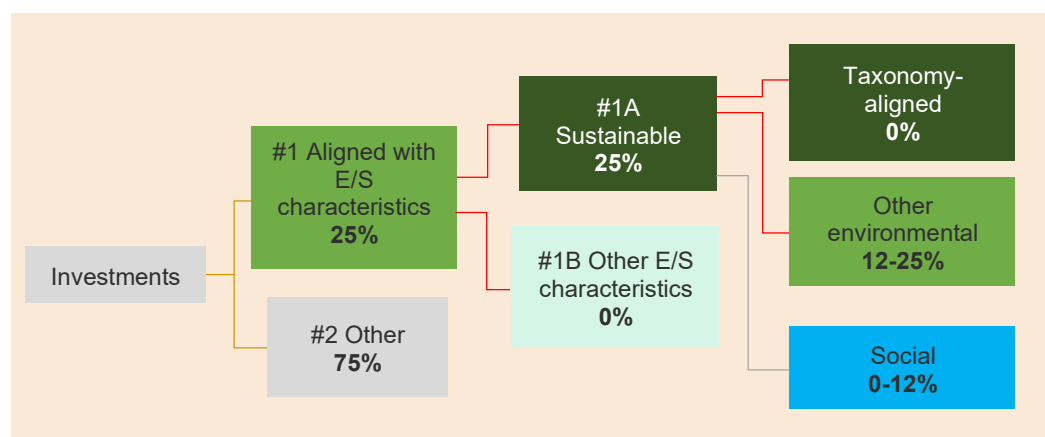 Investments
#1 Aligned with
E/S
characteristics
25%
#2 Other
75%
#1A
Sustainable
25%
#1B Other E/S
characteristics
0%
Taxonomy-
aligned
0%
Other
environmental
12-25%
Social
0-12%